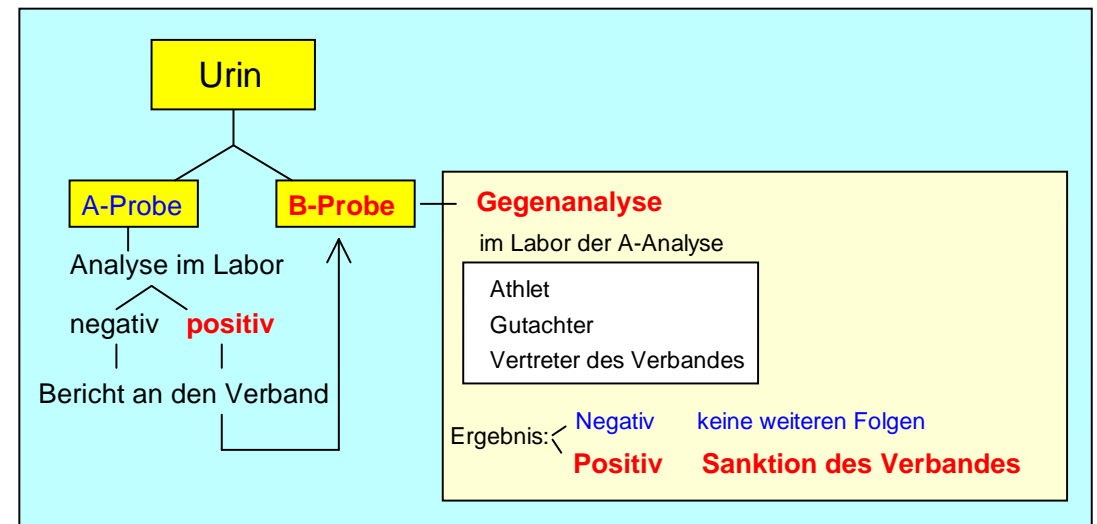 Urin
A-Probe
B-Probe
Analyse im Labor
negativ positiv
Bericht an den Verband
Gegenanalyse
im Labor der A-Analyse
Athlet
Gutachter
Vertreter des Verbandes
Ergebnis:
Negativ keine weiteren Folgen
Positiv Sanktion des Verbandes